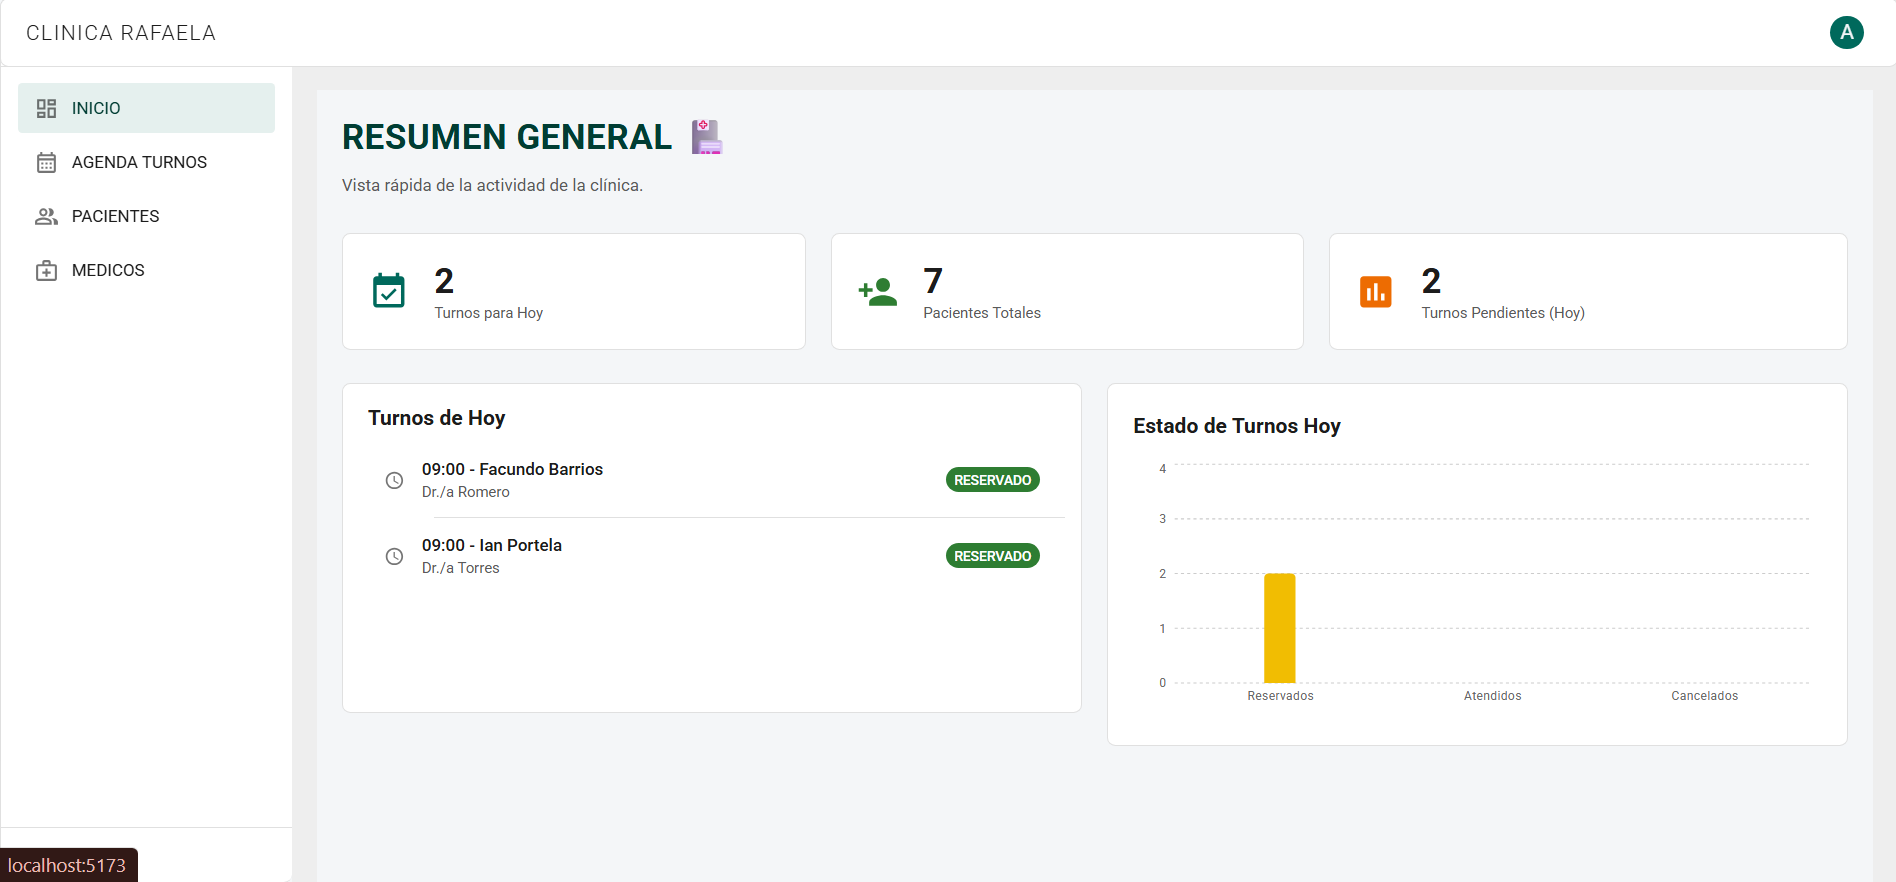 CLINICA RAFAELA
A
INICIO
AGENDA TURNOS
PACIENTES
MEDICOS
RESUMEN GENERAL
Vista rápida de la actividad de la clínica.
2
Turnos para Hoy
7
Pacientes Totales
2
Turnos Pendientes (Hoy)
Turnos de Hoy
09:00 - Facundo Barrios
Dr./a Romero
RESERVADO
09:00 - Ian Portela
Dr./a Torres
RESERVADO
Estado de Turnos Hoy
4
3
2
1
0
Reservados
Atendidos
Cancelados
localhost:5173